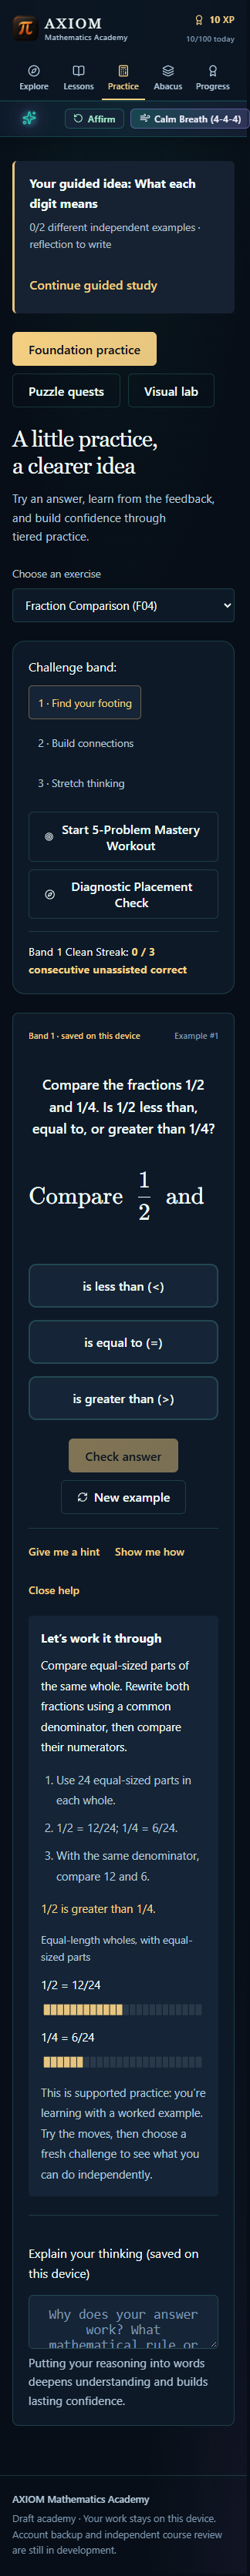 AXIOM
Mathematics Academy
10 XP
10/100 today
Explore
Lessons
Practice
Abacus
Progress
Affirm
Calm Breath (4-4-4)
Your guided idea: What each
digit means
0/2 different independent examples ·
reflection to write
Continue guided study
Foundation practice
Puzzle quests
Visual lab
A little practice,
a clearer idea
Try an answer, learn from the feedback,
and build confidence through
tiered practice.
Choose an exercise
Fraction Comparison (F04)
Challenge band:
1 · Find your footing
2 · Build connections
3 · Stretch thinking
Start 5-Problem Mastery
Workout
Diagnostic Placement
Check
Band 1 Clean Streak: 0 / 3
consecutive unassisted correct
Band 1 · saved on this device
Example #1
Compare the fractions 1/2
and 1/4. Is 1/2 less than,
equal to, or greater than 1/4?
Compare 1/2 and
is less than (<)
is equal to (=)
is greater than (>)
Check answer
New example
Give me a hint
Show me how
Close help
Let's work it through
Compare equal-sized parts of
the same whole. Rewrite both
fractions using a common
denominator, then compare
their numerators.
1. Use 24 equal-sized parts in
each whole.
2. 1/2 = 12/24; 1/4 = 6/24.
3. With the same denominator,
compare 12 and 6.
1/2 is greater than 1/4.
Equal-length wholes, with equal-
sized parts
1/2 = 12/24
1/4 = 6/24
This is supported practice: you're
learning with a worked example.
Try the moves, then choose a
fresh challenge to see what you
can do independently.
Explain your thinking (saved on
this device)
Why does your answer
work? What
mathematical rule or
Putting your reasoning into words
deepens understanding and builds
lasting confidence.
AXIOM Mathematics Academy
Draft academy · Your work stays on this device.
Account backup and independent course review
are still in development.